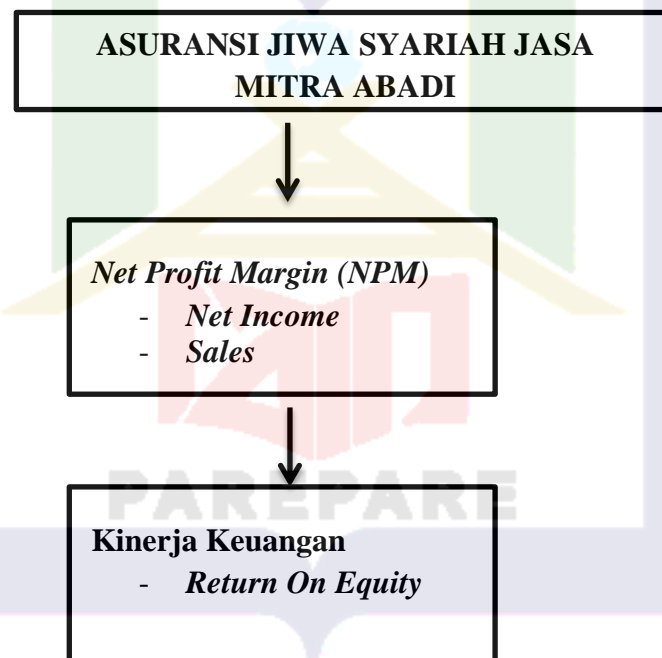 ASURANSI JIWA SYARIAH JASA
MITRA ABADI
Net Profit Margin (NPM)
- Net Income
- Sales
PAREPARE
Kinerja Keuangan
- Return On Equity